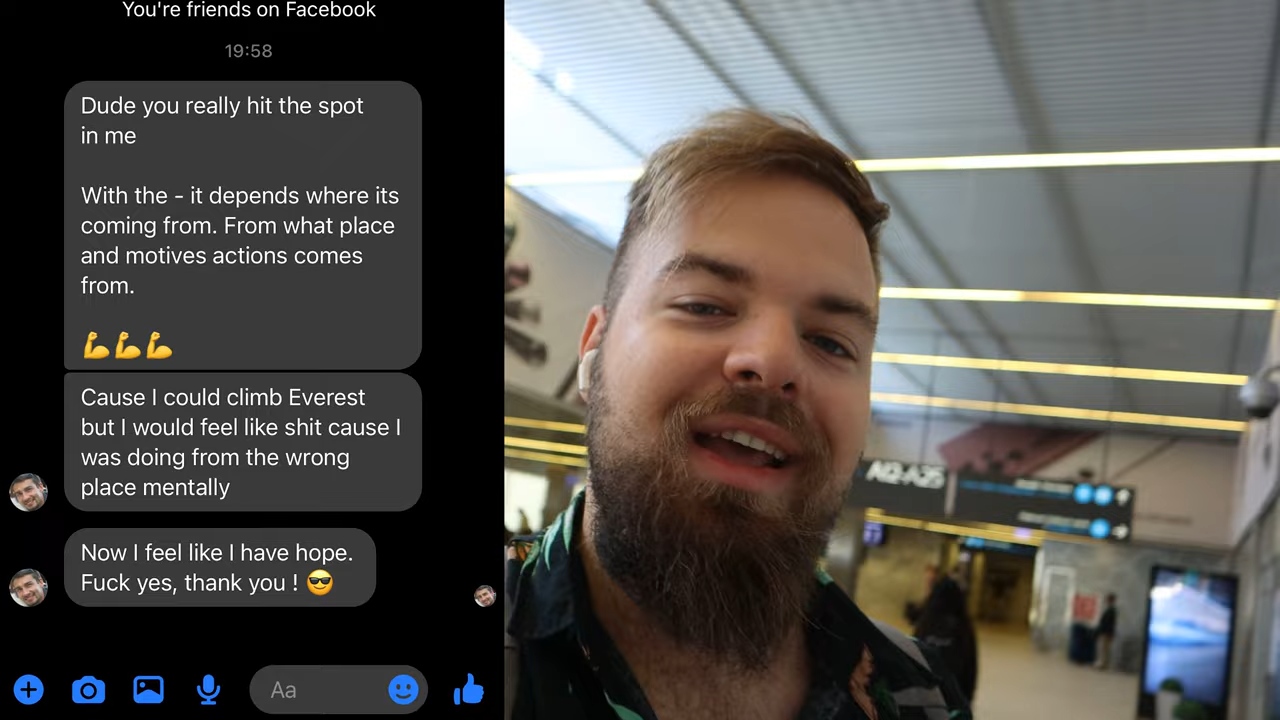 You're friends on Facebook
19:58
Dude you really hit the spot
in me
With the - it depends where its
coming from. From what place
and motives actions comes
from.
💪💪💪
Cause I could climb Everest
but I would feel like shit cause I
was doing from the wrong
place mentally
Now I feel like I have hope.
Fuck yes, thank you ! 😎
Aa
A12-A25